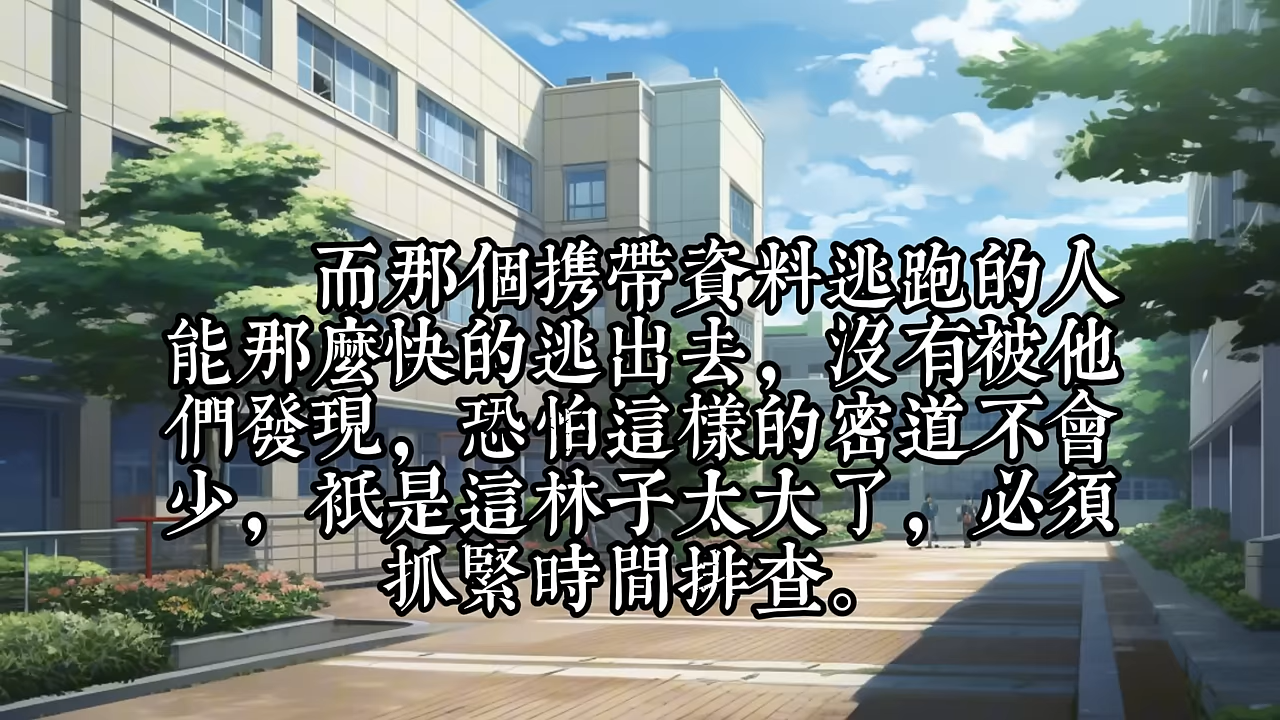 而那個携帶資料逃跑的人
能那麼快的逃出去，沒有被他
們發現，恐怕這樣的密道不會
少，衹是這林子太大了，必須
抓緊時間排查。